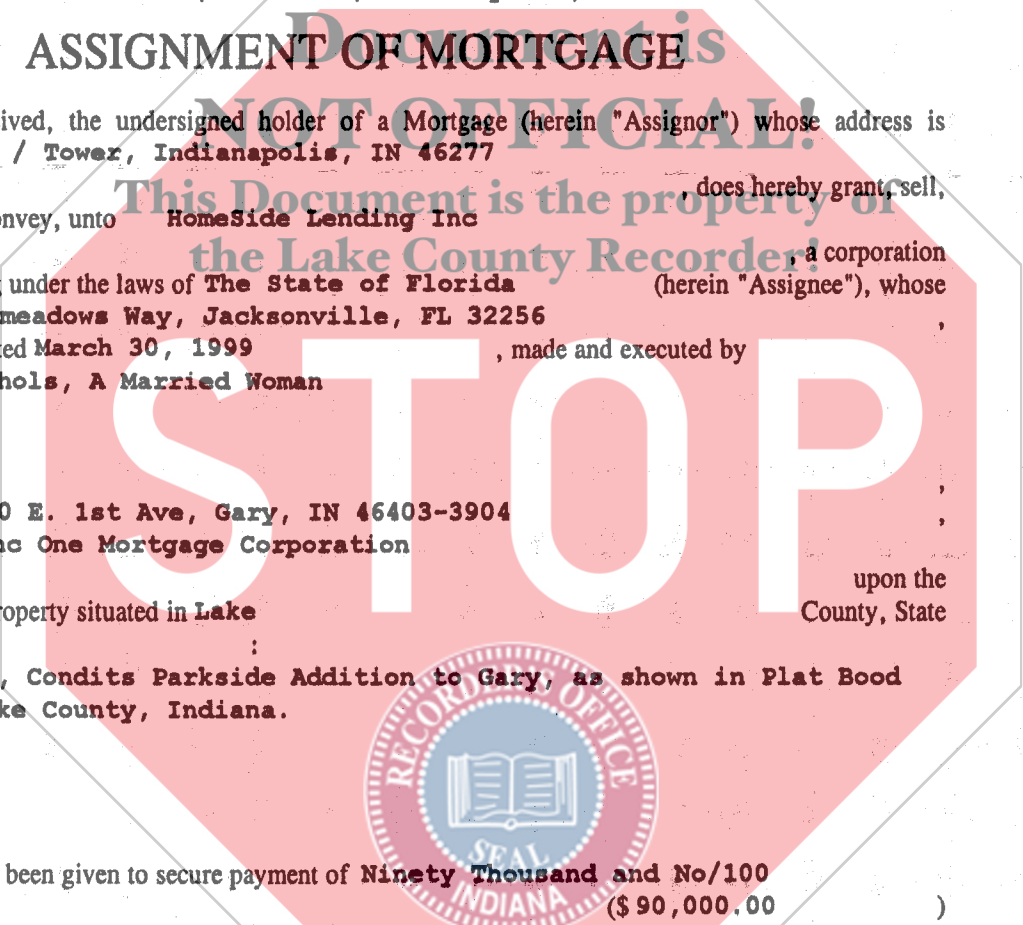 Document is
ASSIGNMENT OF MORTGAGE
NOT OFFICIAL!
ived, the undersigned holder of a Mortgage (herein "Assignor") whose address is
/ Tower, Indianapolis, IN 46277
This Document is the property of
, does hereby grant, sell,
nvey, unto HomeSide Lending Inc
the Lake County Recorder!
, a corporation
under the laws of The State of Florida (herein "Assignee"), whose
meadows Way, Jacksonville, FL 32256 ,
ted March 30, 1999 , made and executed by
hols, A Married Woman
STOP
,
0 E. 1st Ave, Gary, IN 46403-3904 ,
nc One Mortgage Corporation
upon the
roperty situated in Lake County, State
:
, Condits Parkside Addition to Gary, as shown in Plat Bood
ke County, Indiana.
RECORDER'S OFFICE
SEAL
INDIANA
been given to secure payment of Ninety Thousand and No/100
($ 90,000.00 )